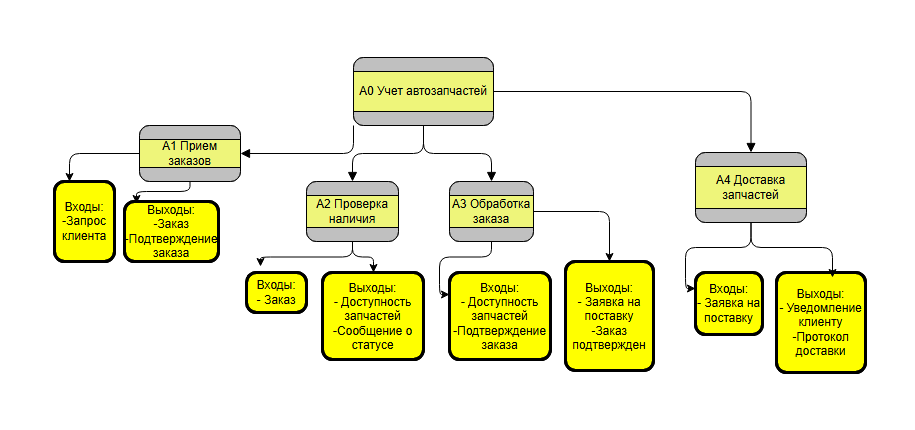 А0 Учет автозапчастей
А1 Прием
заказов
Входы:
-Запрос
клиента
Выходы:
-Заказ
-Подтверждение
заказа
А2 Проверка
наличия
А3 Обработка
заказа
А4 Доставка
запчастей
Входы:
- Заказ
Выходы:
- Доступность
запчастей
-Сообщение о
статусе
Входы:
- Доступность
запчастей
-Подтверждение
заказа
Выходы:
- Заявка на
поставку
-Заказ
подтвержден
Входы:
- Заявка на
поставку
Выходы:
- Уведомление
клиенту
- Протокол
доставки